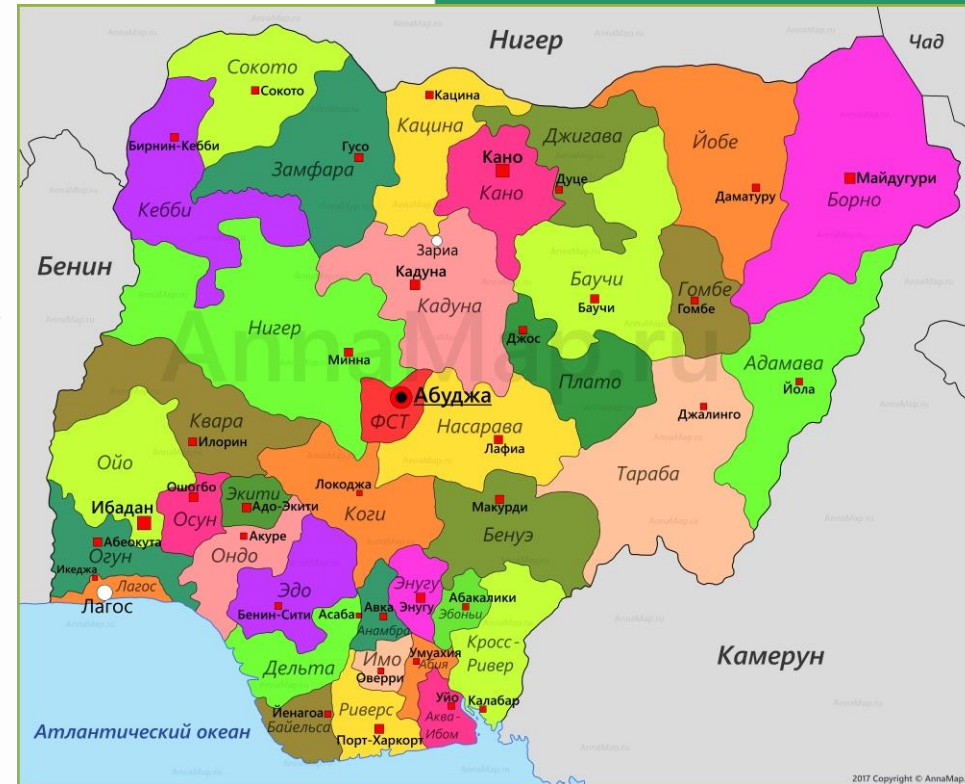 Нигер
Чад
Сокото
Сокото
Кацина
Кацина
Бирнин-Кебби
Гусо
Замфара
Кебби
Кано
Кано
Джигава
Дуце
Йобе
Даматуру
Майдугури
Борно
Бенин
Зариа
Кадуна
Кадуна
Баучи
Баучи
Гомбе
Гомбе
Нигер
Минна
Джос
Плато
Адамава
Йола
AnnaMap.ru
Абуджа
ФСТ
Насарава
Лафиа
Джалинго
Тараба
Квара
Илорин
Ойо
Ошогбо
Осун
Экити
Адо-Экити
Локоджа
Коги
Макурди
Бенуэ
Ибадан
Абеокута
Огун
Икеджа
Лагос
Лагос
Акуре
Ондо
Эдо
Бенин-Сити
Асаба
Авка
Анамбра
Энугу
Энугу
Абакалики
Эбоньи
Кросс-
Ривер
Дельта
Имо
Оверри
Умуахия
Абия
Камерун
Йенагоа
Байельса
Риверс
Порт-Харкорт
Уйо
Аква-
Ибом
Калабар
Атлантический океан
2017 Copyright © AnnaMap.